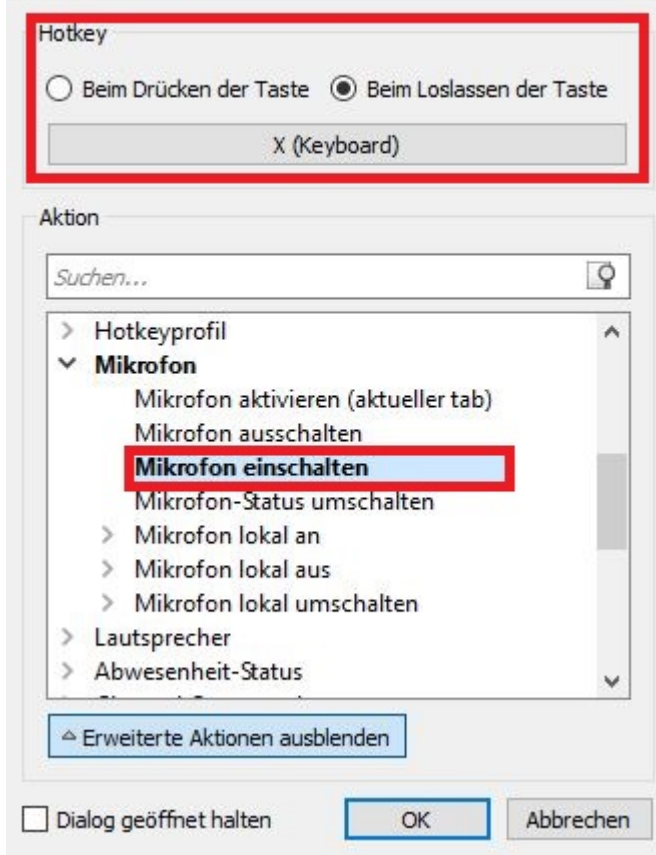 Hotkey
Beim Drücken der Taste Beim Loslassen der Taste
X (Keyboard)
Aktion
Suchen...
Hotkeyprofil
Mikrofon
Mikrofon aktivieren (aktueller tab)
Mikrofon ausschalten
Mikrofon einschalten
Mikrofon-Status umschalten
Mikrofon lokal an
Mikrofon lokal aus
Mikrofon lokal umschalten
Lautsprecher
Abwesenheit-Status
Erweiterte Aktionen ausblenden
Dialog geöffnet halten OK Abbrechen